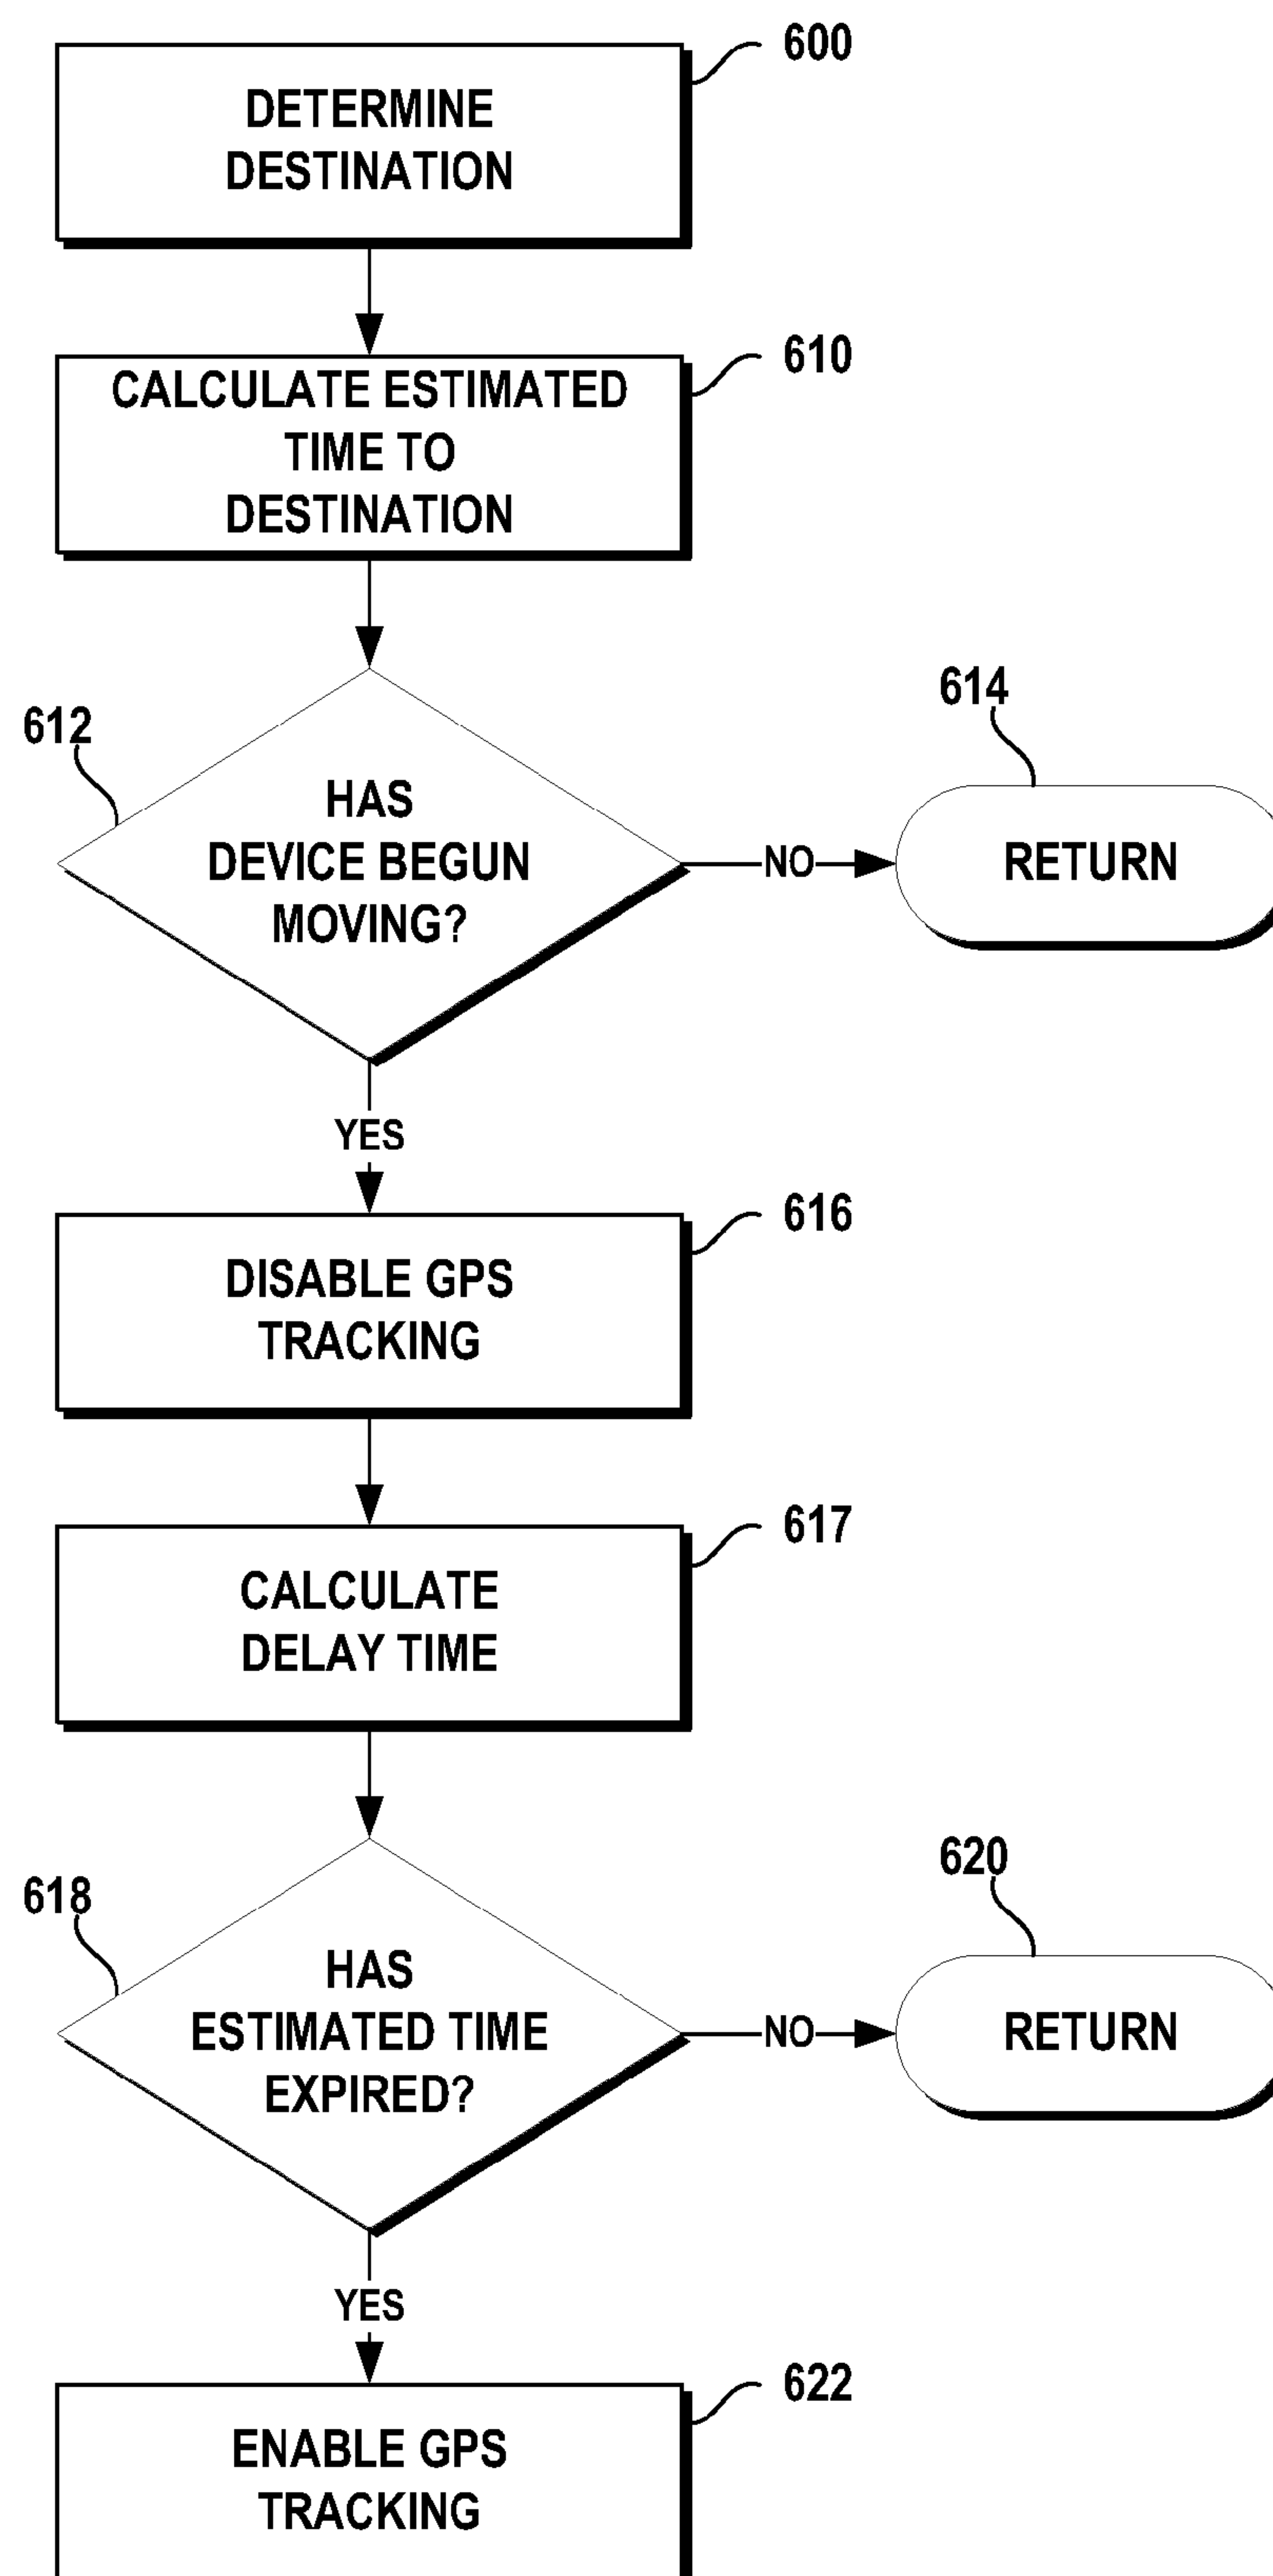 600
DETERMINE
DESTINATION
610
CALCULATE ESTIMATED
TIME TO
DESTINATION
612
HAS
DEVICE BEGUN
MOVING?
NO
614
RETURN
YES
616
DISABLE GPS
TRACKING
617
CALCULATE
DELAY TIME
618
HAS
ESTIMATED TIME
EXPIRED?
NO
620
RETURN
YES
622
ENABLE GPS
TRACKING